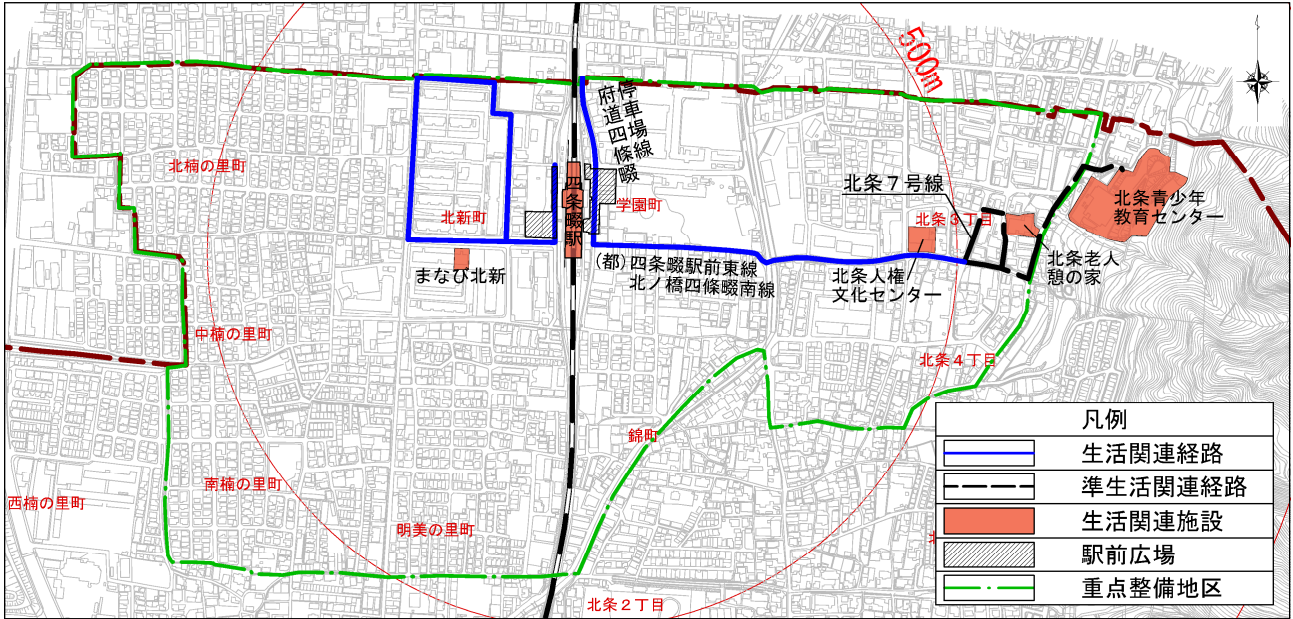 500m
停車場線
府道四條畷
北楠の里町
北条7号線
北条青少年
教育センター
四条畷駅
学園町
北新町
北条3丁目
まなび北新
(都)四条畷駅前東線
北ノ橋四條畷南線
北条人権
文化センター
北条老人
憩の家
中楠の里町
北条4丁目
錦町
南楠の里町
西楠の里町
明美の里町
北条2丁目
凡例
生活関連経路
準生活関連経路
生活関連施設
駅前広場
重点整備地区